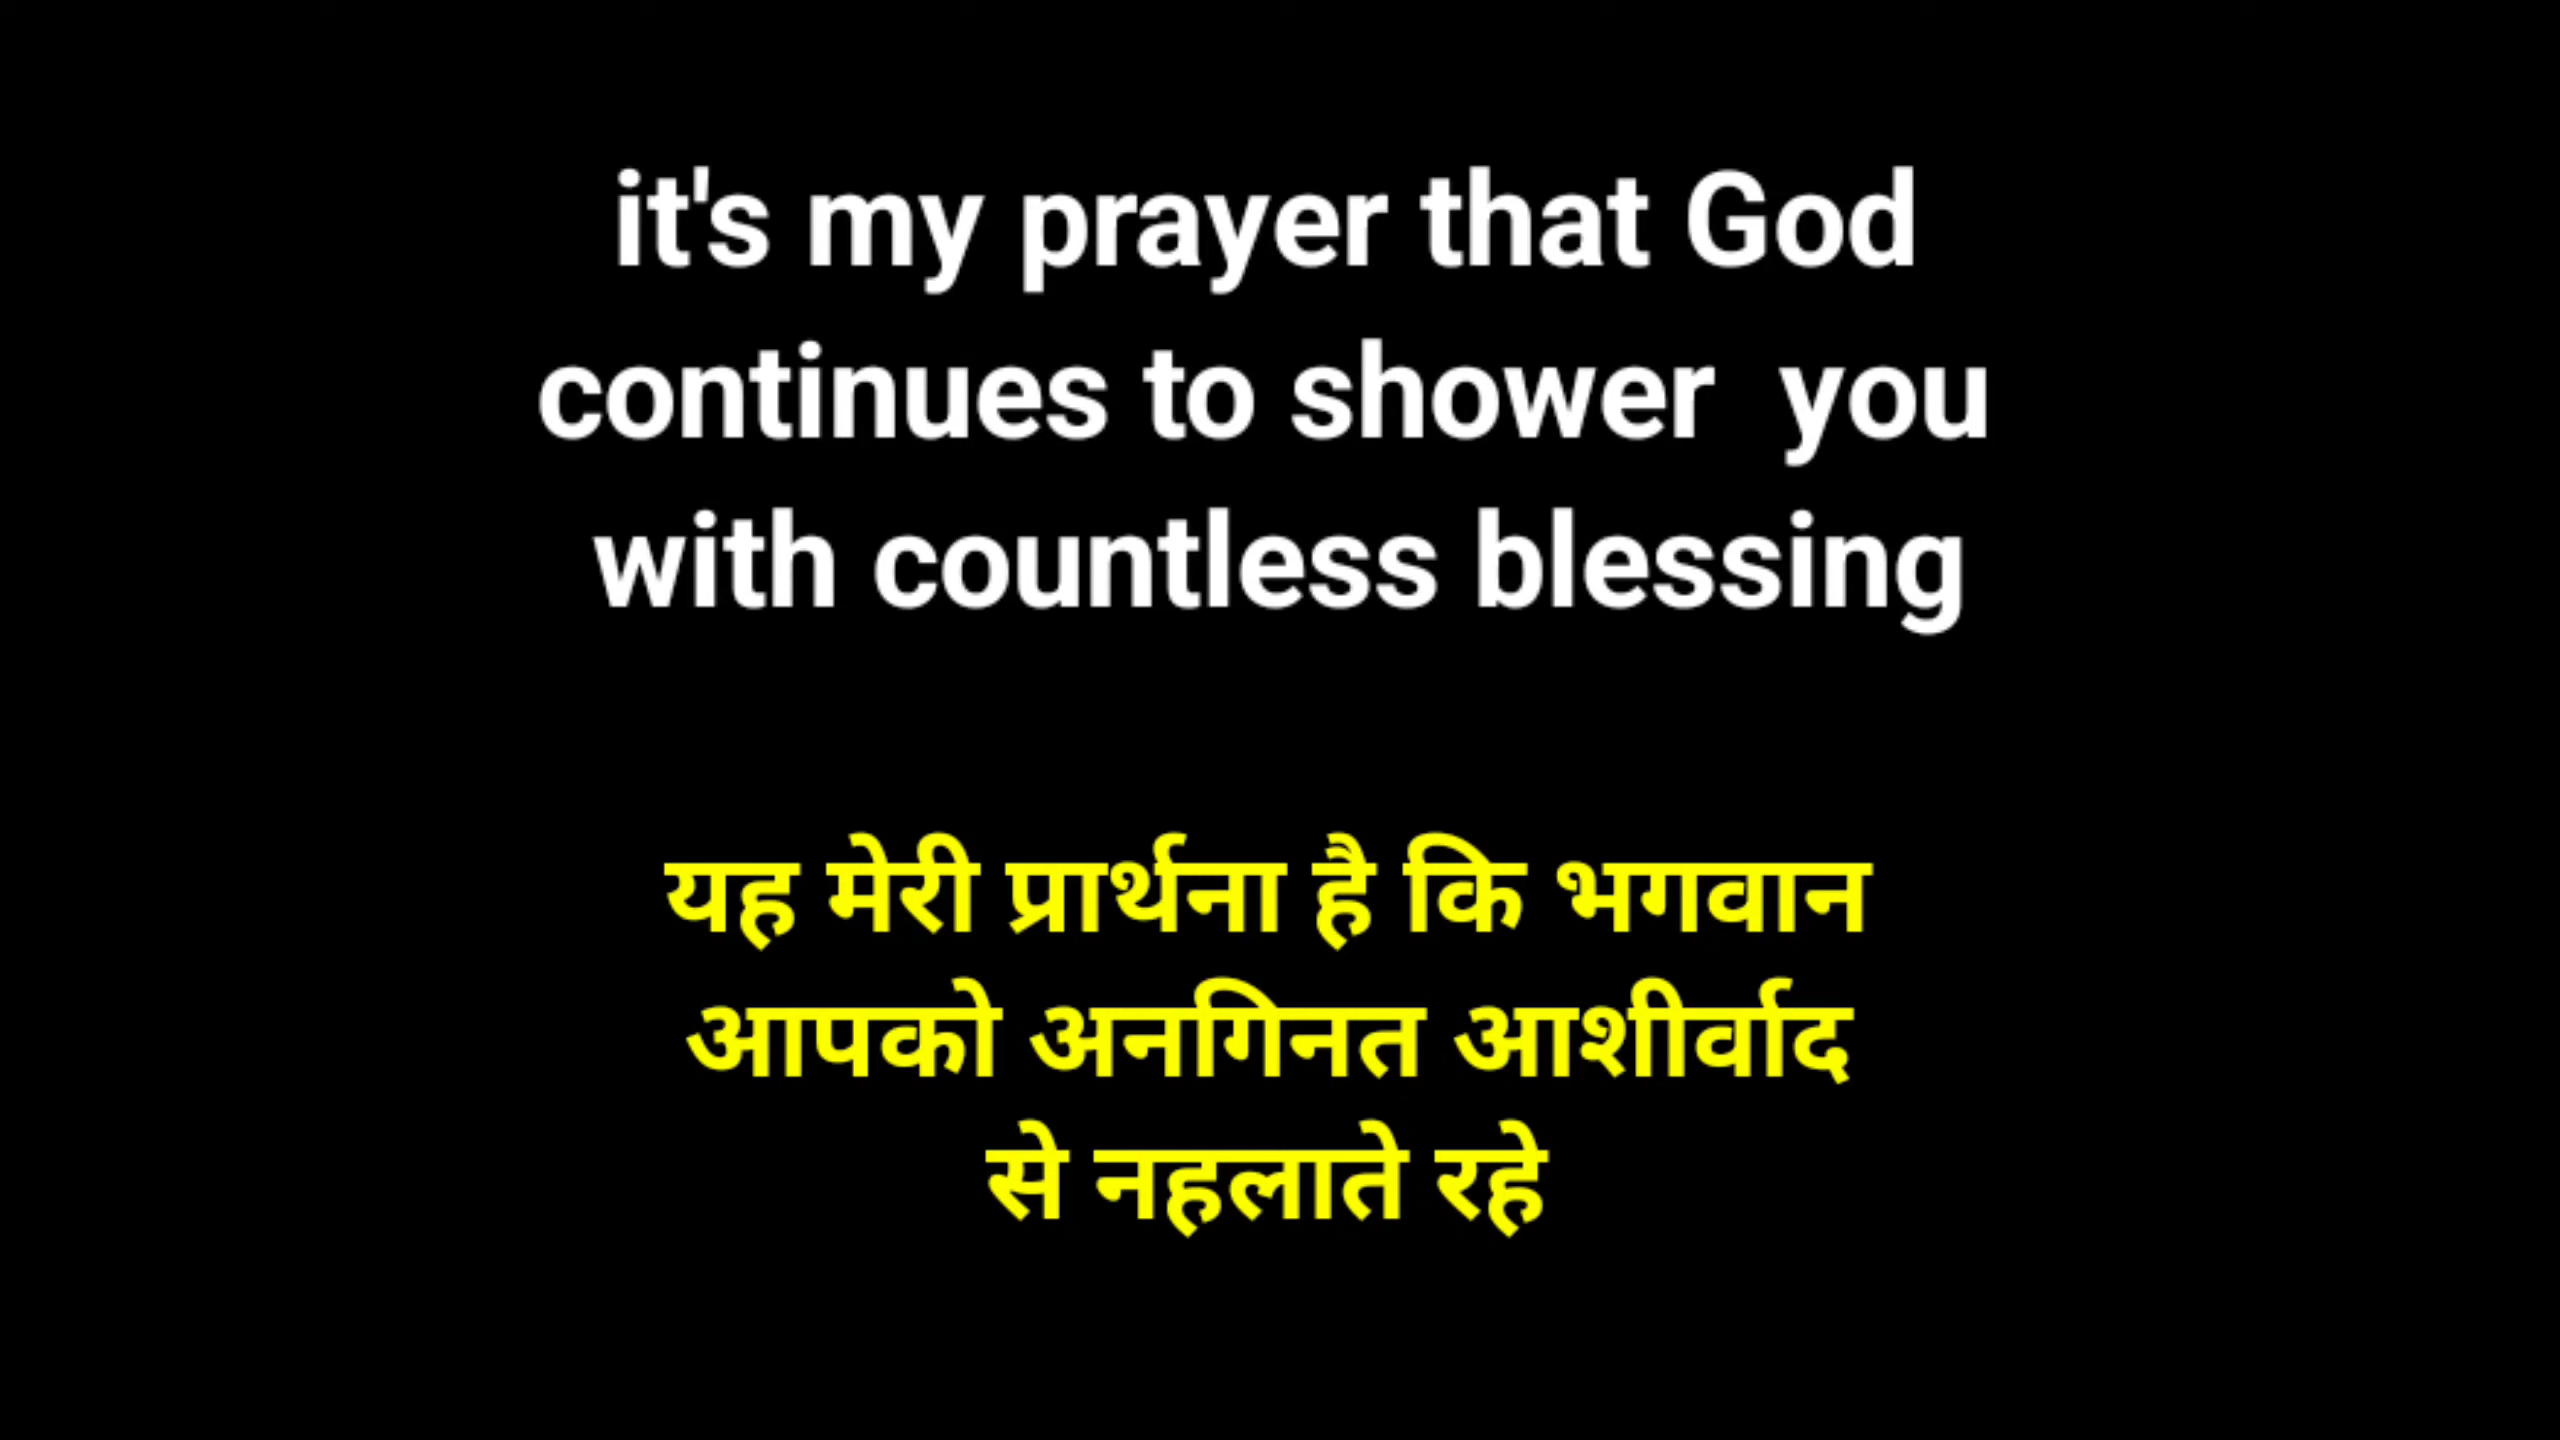 it's my prayer that God
continues to shower  you
with countless blessing
यह मेरी प्रार्थना है कि भगवान
आपको अनगिनत आशीर्वाद
से नहलाते रहे